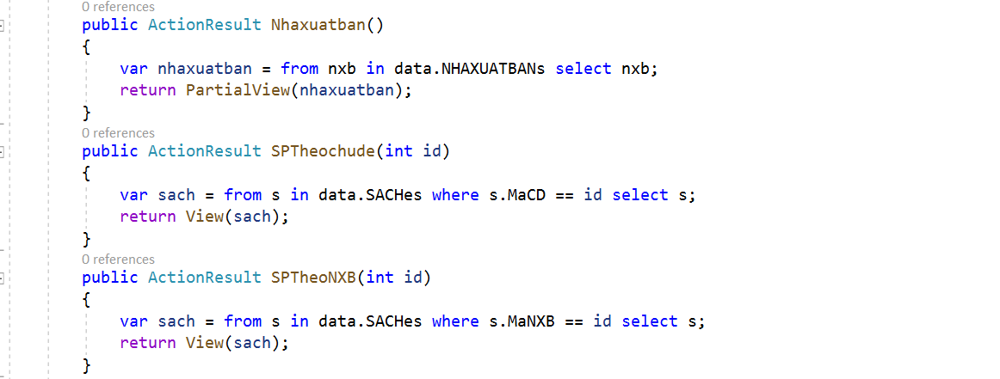 0 references
public ActionResult Nhaxuatban()
{
var nhaxuatban = from nxb in data.NHAXUATBANs select nxb;
return PartialView(nhaxuatban);
}
0 references
public ActionResult SPTheochude(int id)
{
var sach = from s in data.SACHes where s.MaCD == id select s;
return View(sach);
}
0 references
public ActionResult SPTheoNXB(int id)
{
var sach = from s in data.SACHes where s.MaNXB == id select s;
return View(sach);
}